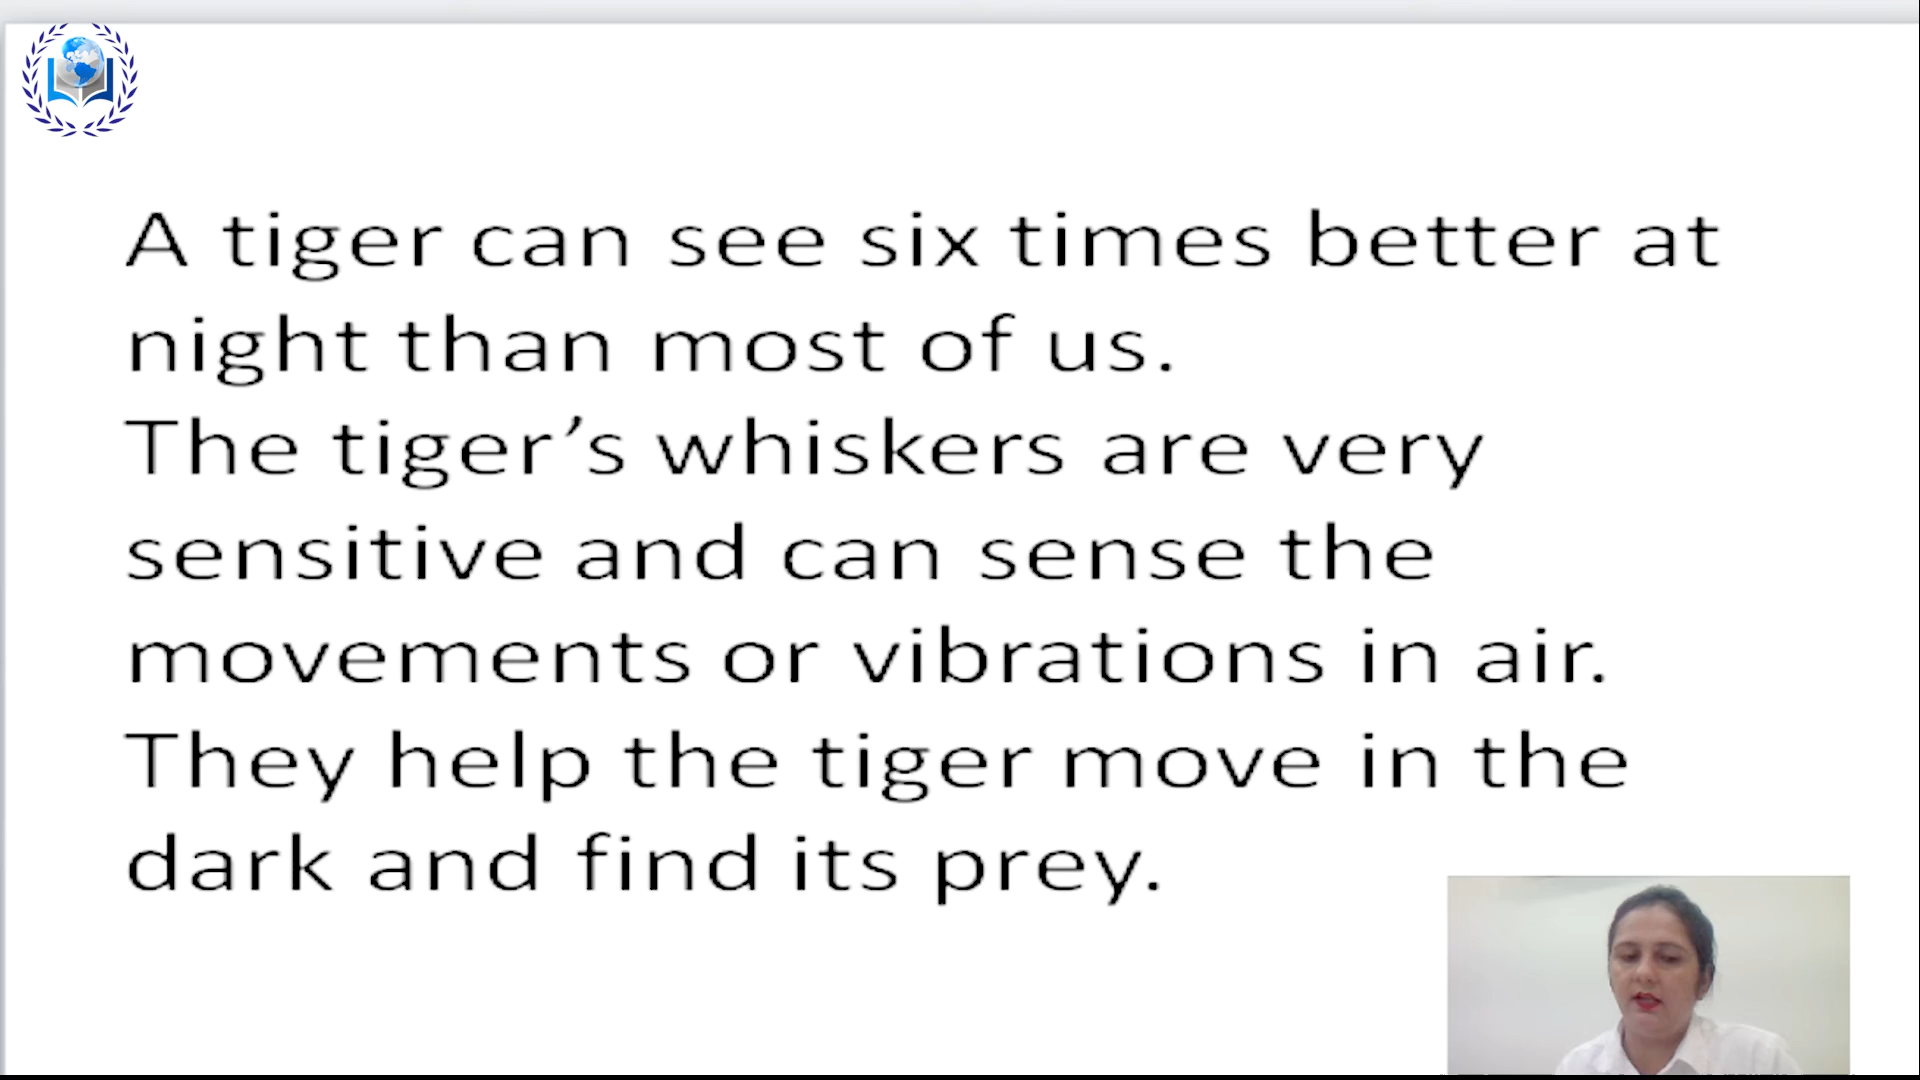 A tiger can see six times better at
night than most of us.
The tiger’s whiskers are very
sensitive and can sense the
movements or vibrations in air.
They help the tiger move in the
dark and find its prey.